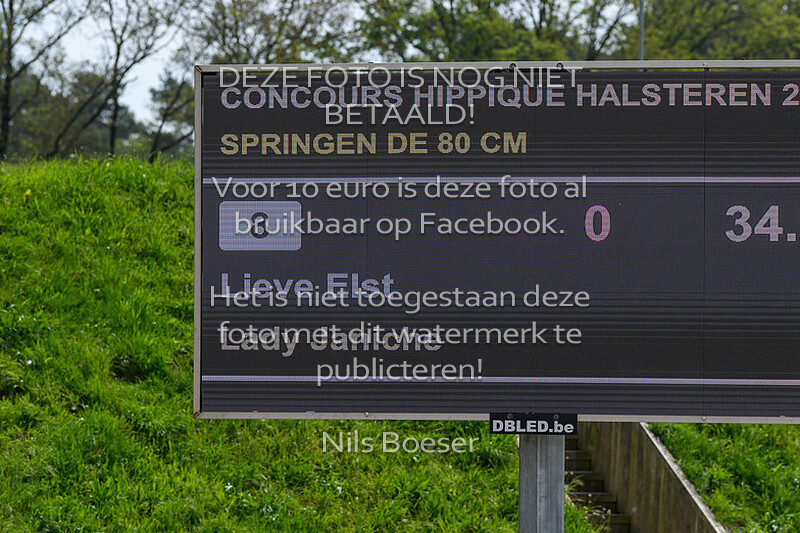 DEZE FOTO IS NOG NIET
BETAALD!
CONCOURS HIPPIQUE HALSTEREN 2
SPRINGEN DE 80 CM
Voor 10 euro is deze foto al
bruikbaar op Facebook.
0
34.
Lieve Elst
Het is niet toegestaan deze
foto met dit watermerk te
Lady
publicteren!
DBLED.be
Nils Boeser